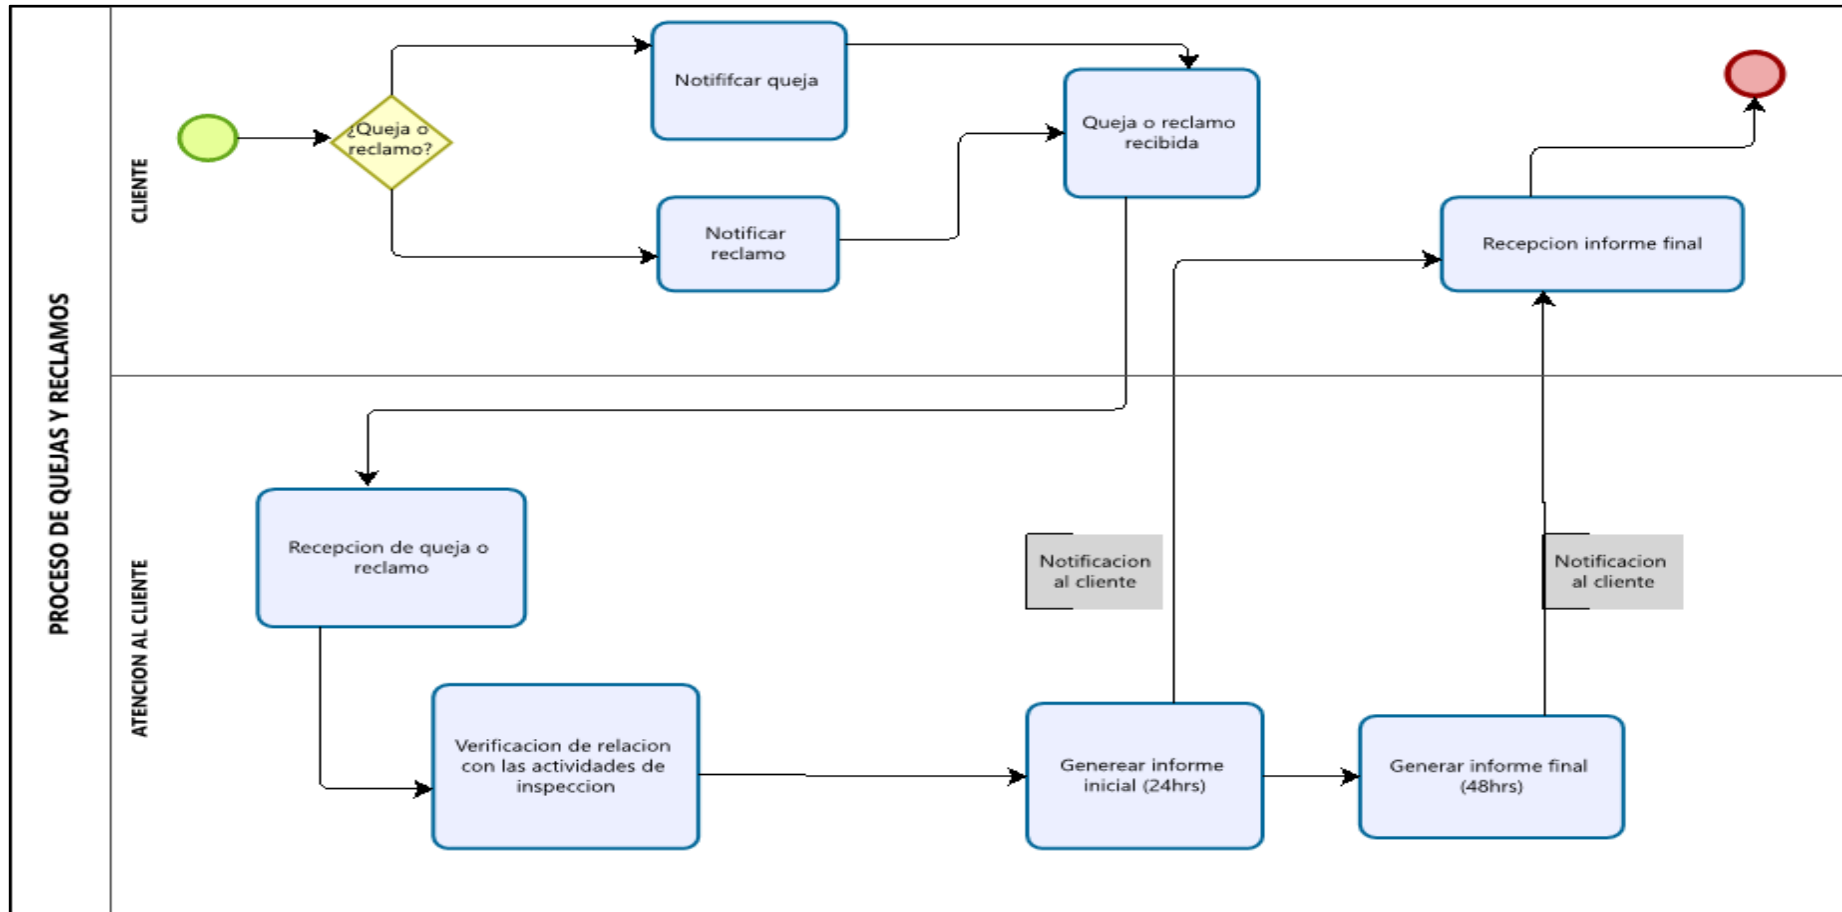 PROCESO DE QUEJAS Y RECLAMOS
CLIENTE
¿Queja o
reclamo?
Notififcar queja
Notificar
reclamo
Queja o reclamo
recibida
Recepcion informe final
ATENCION AL CLIENTE
Recepcion de queja o
reclamo
Verificacion de relacion
con las actividades de
inspeccion
Notificacion
al cliente
Generear informe
inicial (24hrs)
Notificacion
al cliente
Generar informe final
(48hrs)